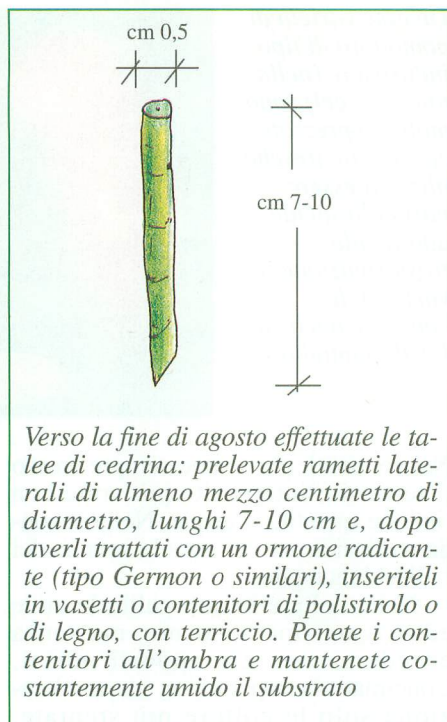 cm 0,5
cm 7-10
Verso la fine di agosto effettuate le ta-
lee di cedrina: prelevate rametti late-
rali di almeno mezzo centimetro di
diametro, lunghi 7-10 cm e, dopo
averli trattati con un ormone radican-
te (tipo Germon o similari), inseriteli
in vasetti o contenitori di polistirolo o
di legno, con terriccio. Ponete i con-
tenitori all'ombra e mantenete co-
stantemente umido il substrato